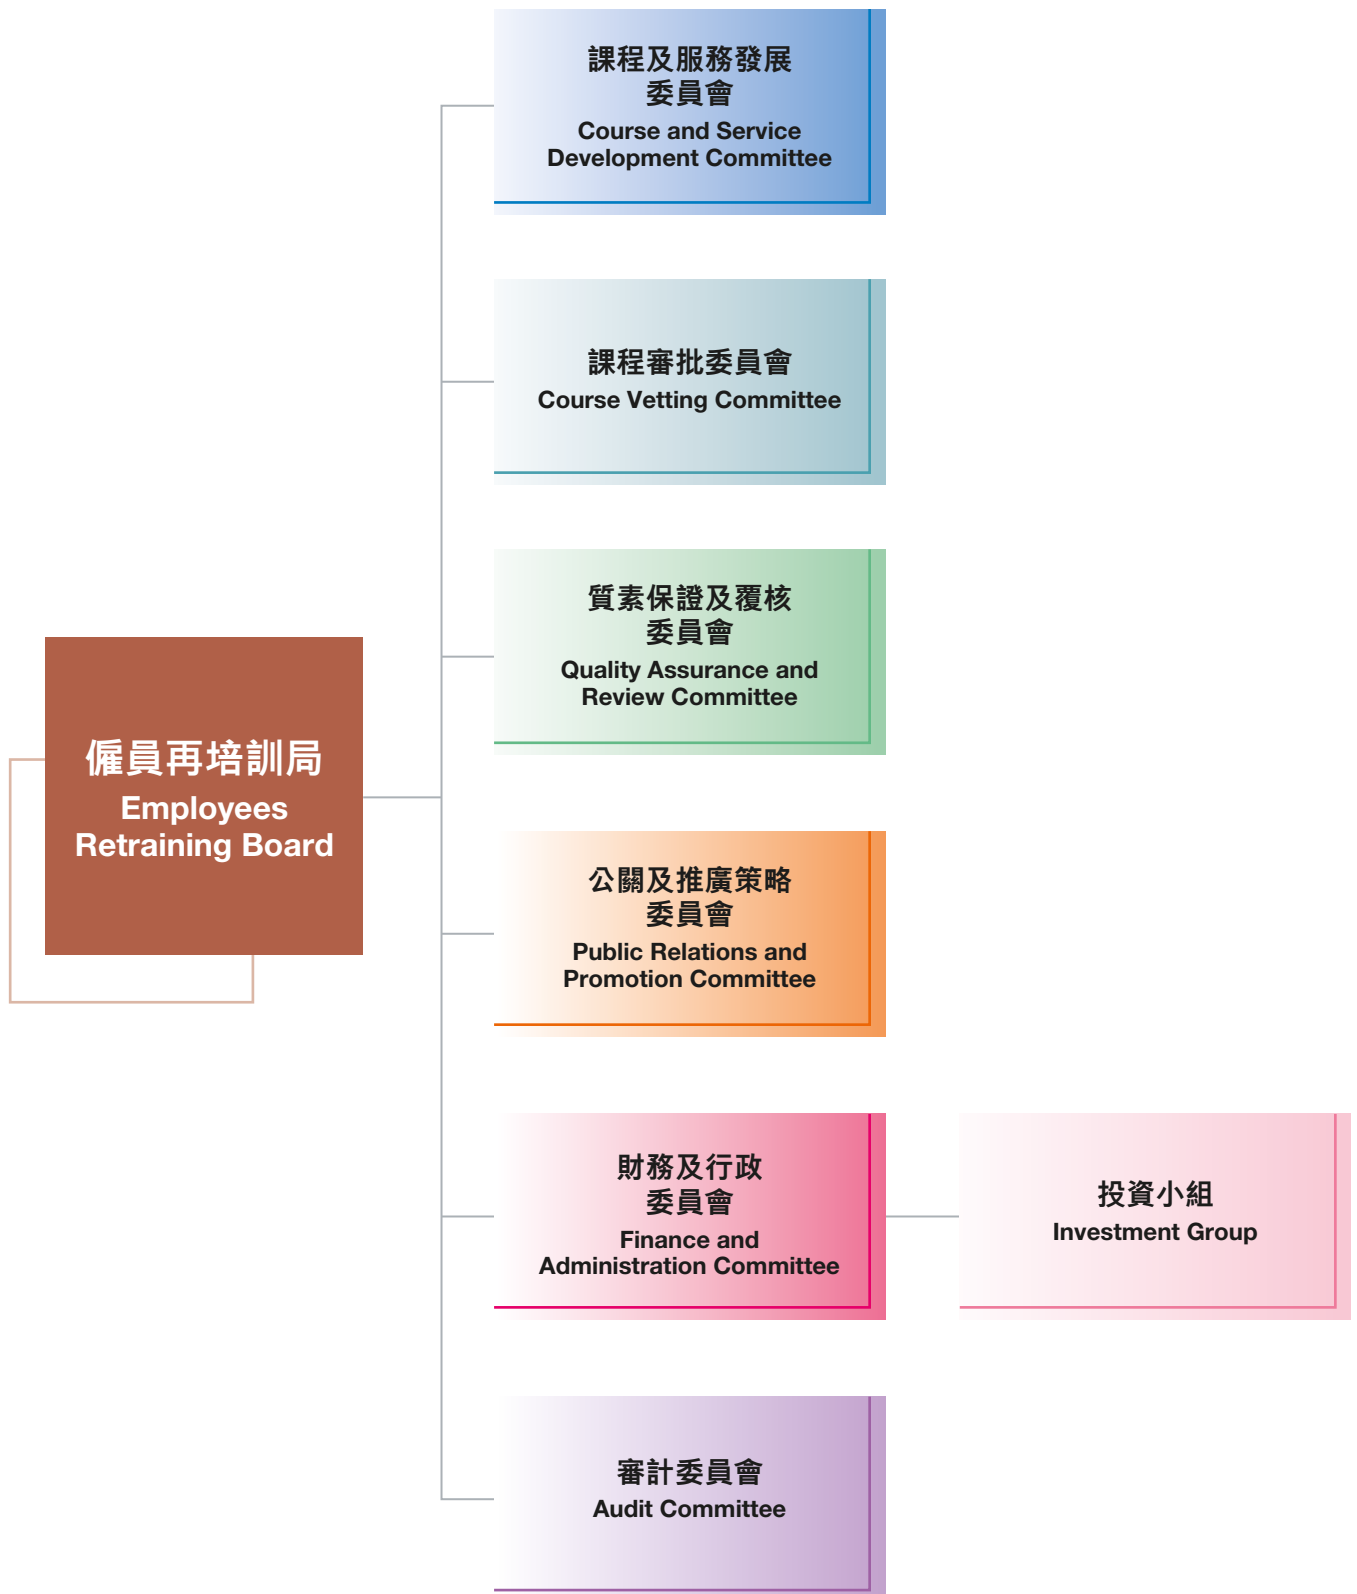 課程及服務發展
委員會
Course and Service
Development Committee
課程審批委員會
Course Vetting Committee
質素保證及覆核
委員會
Quality Assurance and
Review Committee
僱員再培訓局
Employees
Retraining Board
公關及推廣策略
委員會
Public Relations and
Promotion Committee
財務及行政
委員會
Finance and
Administration Committee
投資小組
Investment Group
審計委員會
Audit Committee